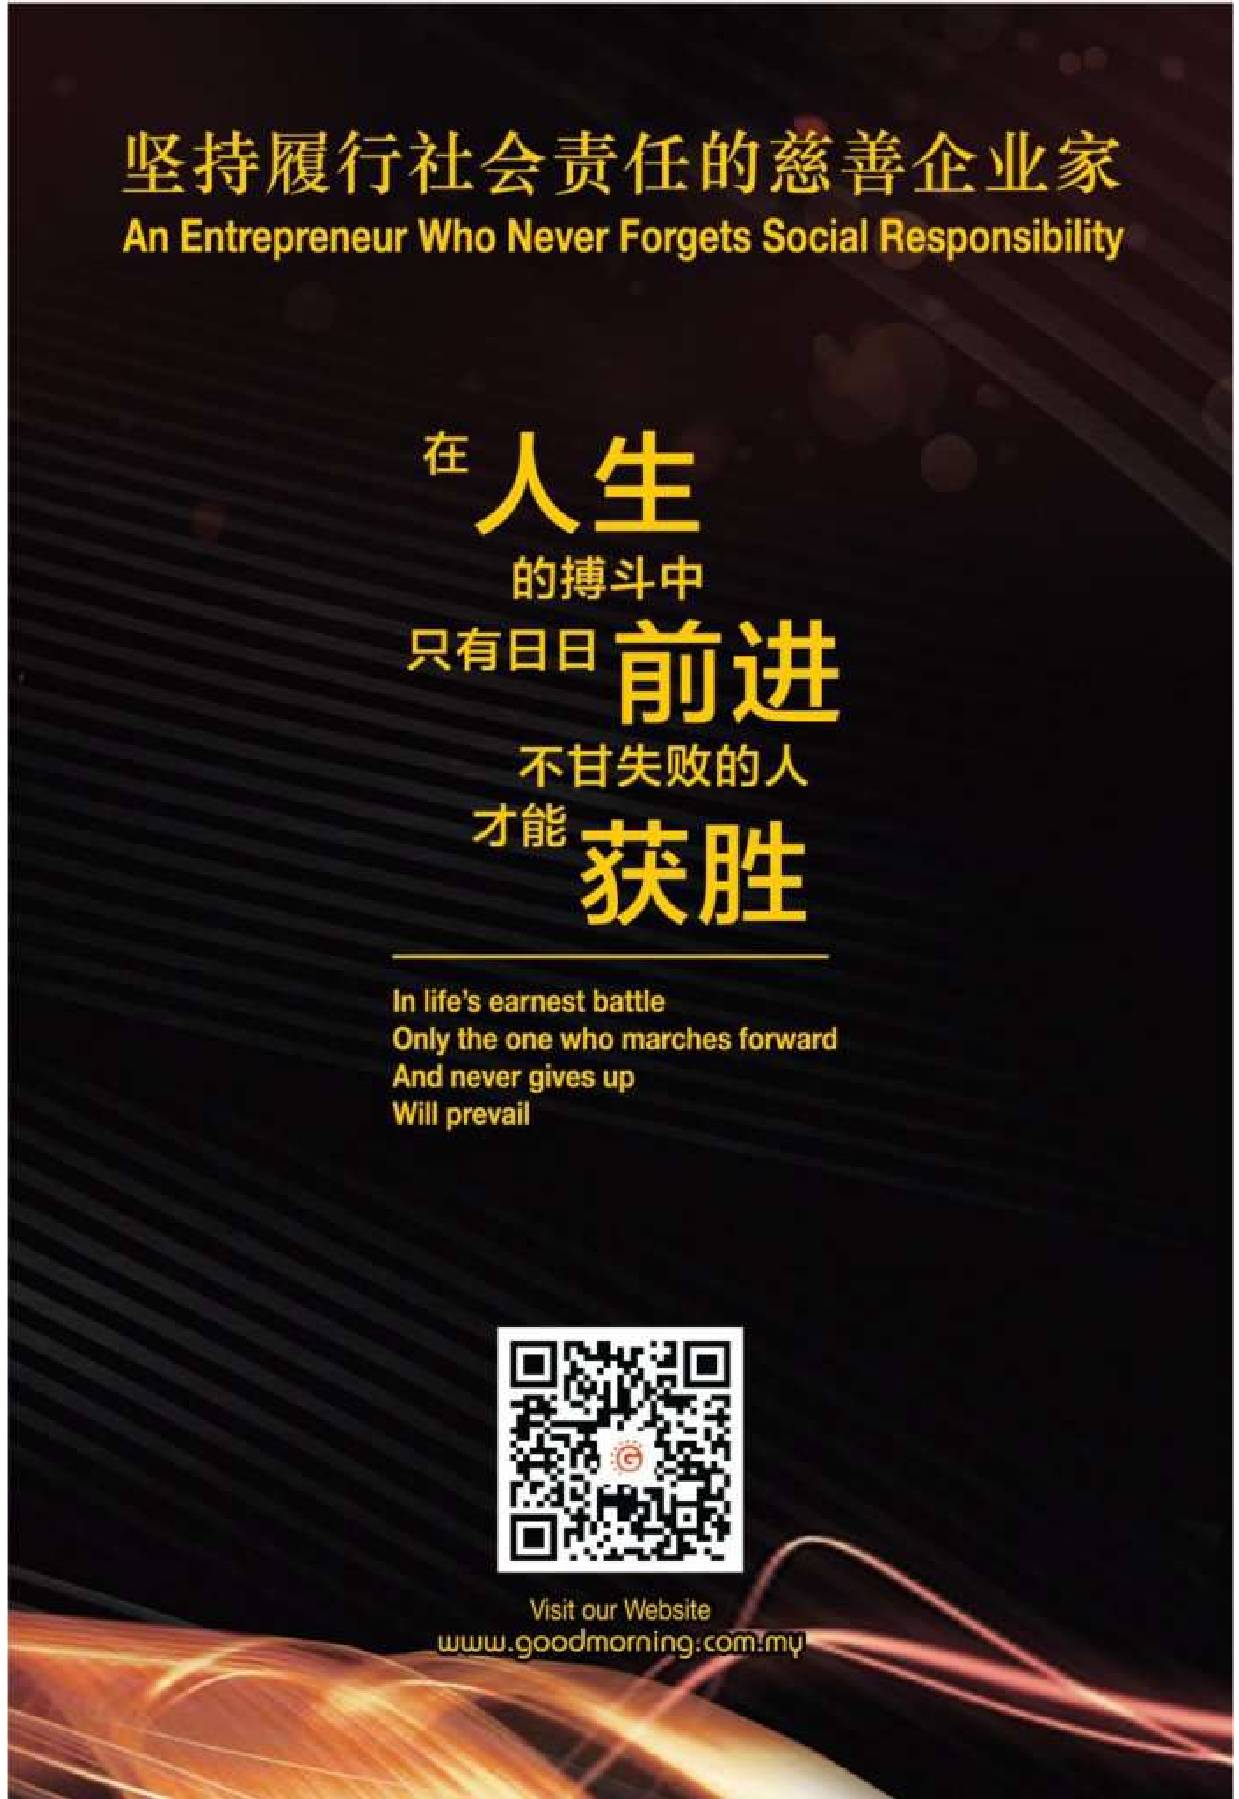 坚持履行社会责任的慈善企业家
An Entrepreneur Who Never Forgets Social Responsibility
在人生
的搏斗中
只有日日前进
不甘失败的人
才能获胜
In life's earnest battle
Only the one who marches forward
And never gives up
Will prevail
G
Visit our Website
www.goodmorning.com.my